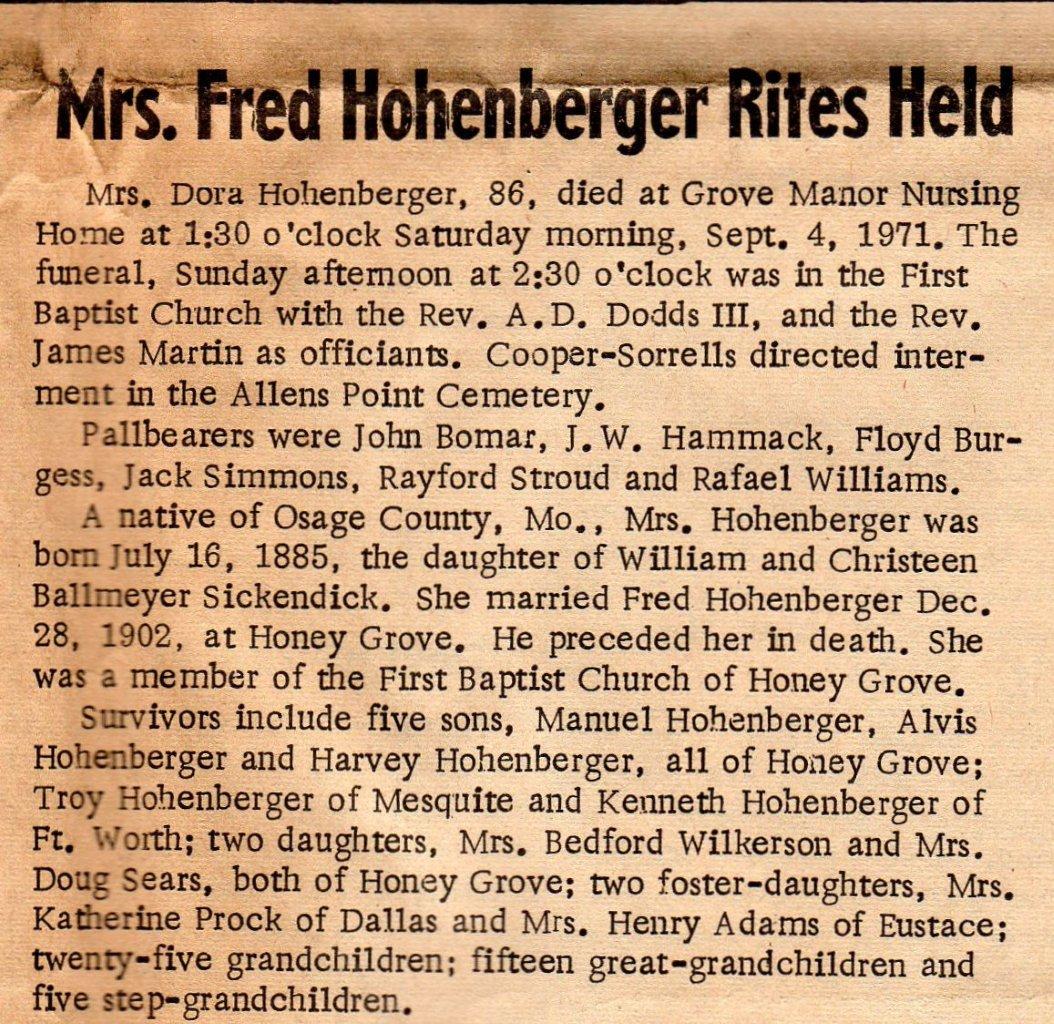 Mrs. Fred Hohenberger Rites Held
Mrs. Dora Hohenberger, 86, died at Grove Manor Nursing
Home at 1:30 o'clock Saturday morning, Sept. 4, 1971. The
funeral, Sunday afternoon at 2:30 o'clock was in the First
Baptist Church with the Rev. A.D. Dodds III, and the Rev.
James Martin as officiants. Cooper-Sorrells directed inter-
ment in the Allens Point Cemetery.
Pallbearers were John Bomar, J.W. Hammack, Floyd Bur-
gess, Jack Simmons, Rayford Stroud and Rafael Williams.
A native of Osage County, Mo., Mrs. Hohenberger was
born July 16, 1885, the daughter of William and Christeen
Ballmeyer Sickendick. She married Fred Hohenberger Dec.
28, 1902, at Honey Grove. He preceded her in death. She
was a member of the First Baptist Church of Honey Grove.
Survivors include five sons, Manuel Hohenberger, Alvis
Hohenberger and Harvey Hohenberger, all of Honey Grove;
Troy Hohenberger of Mesquite and Kenneth Hohenberger of
Ft. Worth; two daughters, Mrs. Bedford Wilkerson and Mrs.
Doug Sears, both of Honey Grove; two foster-daughters, Mrs.
Katherine Prock of Dallas and Mrs. Henry Adams of Eustace;
twenty-five grandchildren; fifteen great-grandchildren and
five step-grandchildren.